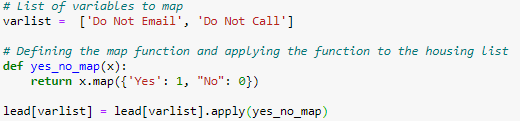 # List of variables to map
varlist =  ['Do Not Email', 'Do Not Call']
# Defining the map function and applying the function to the housing list
def yes_no_map(x):
    return x.map({'Yes': 1, "No": 0})
lead[varlist] = lead[varlist].apply(yes_no_map)